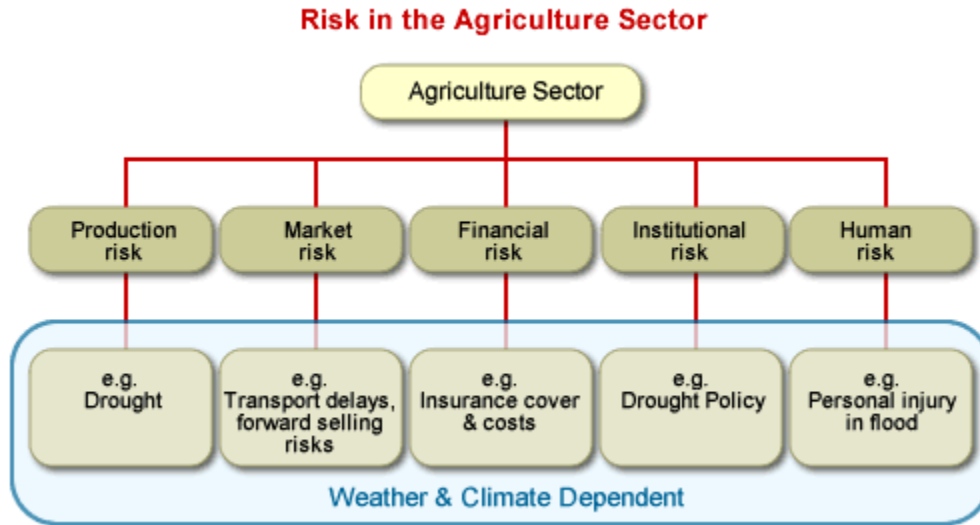 Risk in the Agriculture Sector
Agriculture Sector
Production
risk
Market
risk
Financial
risk
Institutional
risk
Human
risk
e.g.
Drought
e.g.
Transport delays,
forward selling
risks
e.g.
Insurance cover
& costs
e.g.
Drought Policy
e.g.
Personal injury
in flood
Weather & Climate Dependent